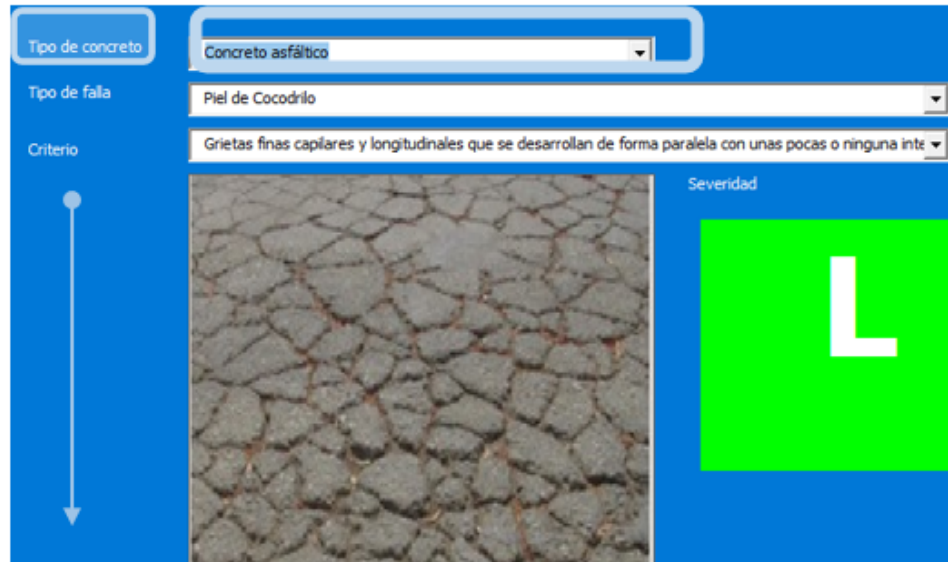 Tipo de concreto
Concreto asfáltico
Tipo de falla
Piel de Cocodrilo
Criterio
Grietas finas capilares y longitudinales que se desarrollan de forma paralela con unas pocas o ninguna inte
Severidad
L